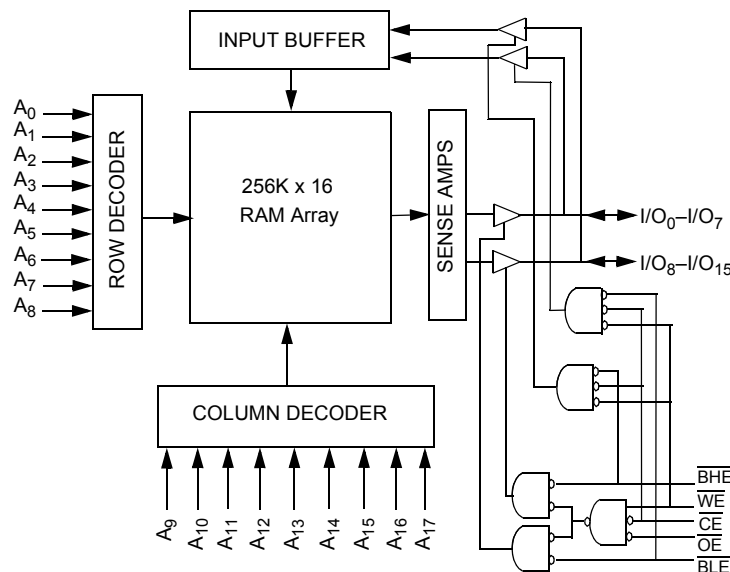 INPUT BUFFER
A0
A1
A2
A3
A4
A5
A6
A7
A8
ROW DECODER
256K x 16
RAM Array
SENSE AMPS
I/O0–I/O7
I/O8–I/O15
COLUMN DECODER
A9
A10
A11
A12
A13
A14
A15
A16
A17
BHE
WE
CE
OE
BLE